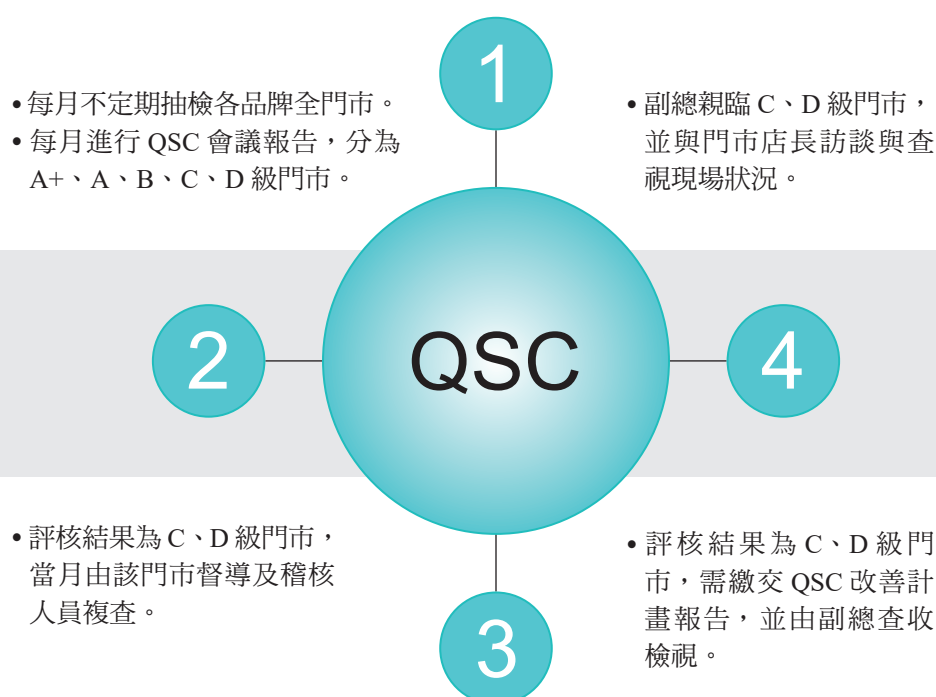 1
• 每月不定期抽檢各品牌全門市。
• 每月進行 QSC 會議報告，分為
A+、A、B、C、D 級門市。
• 副總親臨 C、D 級門市，
並與門市店長訪談與查
視現場狀況。
2
QSC
4
• 評核結果為 C、D 級門市，
當月由該門市督導及稽核
人員複查。
3
• 評核結果為 C、D 級門
市，需繳交 QSC 改善計
畫報告，並由副總查收
檢視。